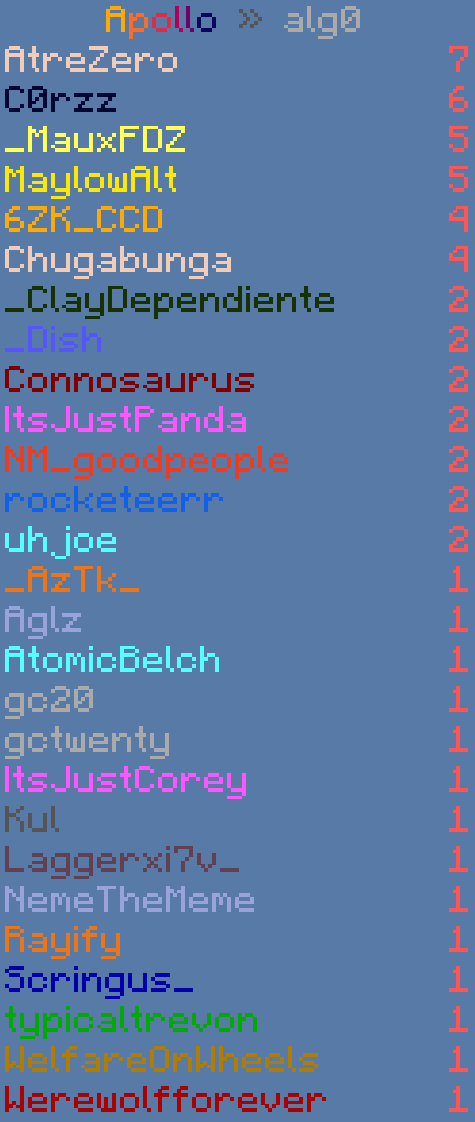 Apollo » alg0
AtreZero 7
C0rzz 6
_MauxFDZ 5
MaylowAlt 5
6ZK_CCD 4
Chugabunga 4
_ClayDependiente 2
_Dish 2
Connosaurus 2
ItsJustPanda 2
NM_goodpeople 2
rocketeerr 2
uh_joe 2
_AzTk_ 1
Aglz 1
AtomicBelch 1
gc20 1
gctwenty 1
ItsJustCorey 1
Kul 1
Laggerxi7v_ 1
NemeTheMeme 1
Rayify 1
Scringus_ 1
typicaltrevon 1
WelfareOnWheels 1
Werewolfforever 1